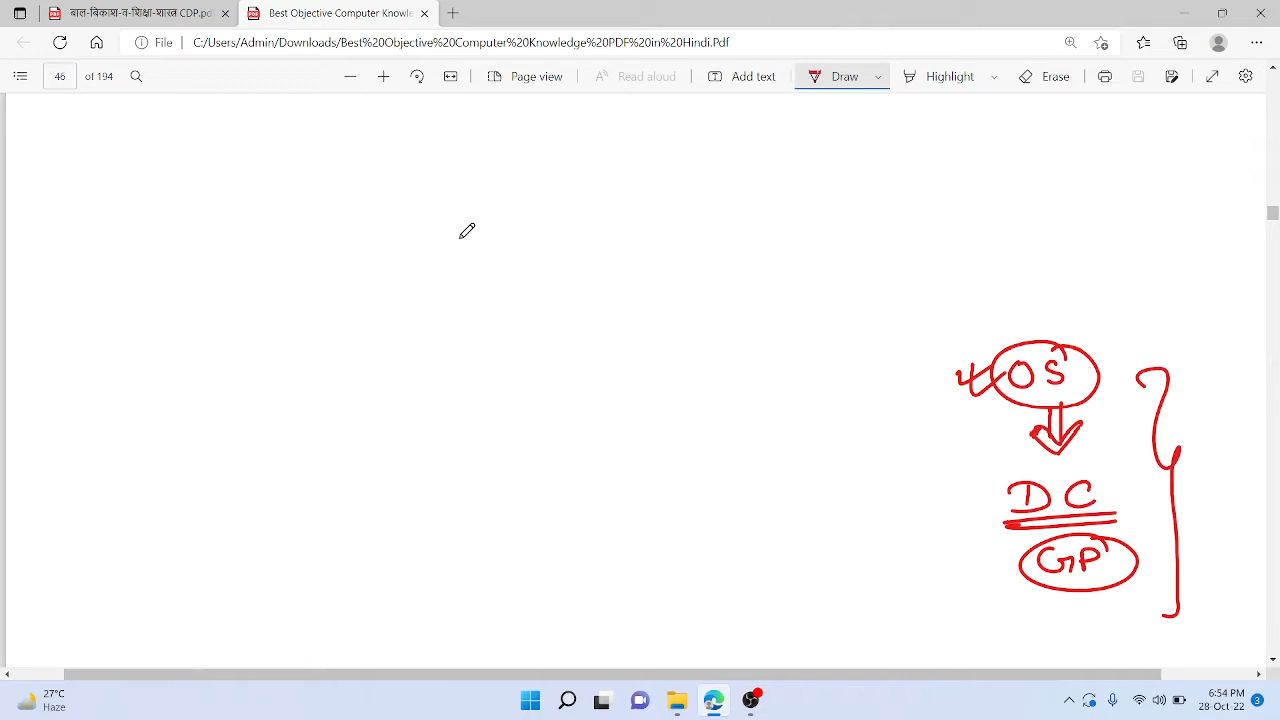 बाल-विकास-व-शिक्षा-शास्त्र CDP.pdf
Best Objective Computer Knowle
File
C:/Users/Admin/Downloads/Best%20Objective%20Computer%20Knowledge%20PDF%20in%20Hindi.Pdf
46 of 194
Page view
Read aloud
Add text
Draw
Highlight
Erase
OS
DC
GP
27°C
Haze
6:54 PM
28-Oct-22
3